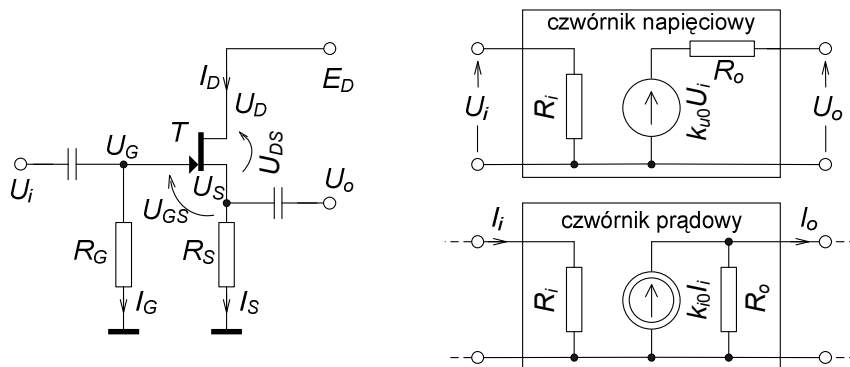 I_D
U_D
E_D
T
U_G
U_DS
U_i
U_S
U_o
U_GS
R_G
R_S
I_G
I_S
czwórnik napięciowy
R_o
U_i
R_i
k_u0U_i
U_o
czwórnik prądowy
I_i
I_o
R_i
k_i0I_i
R_o